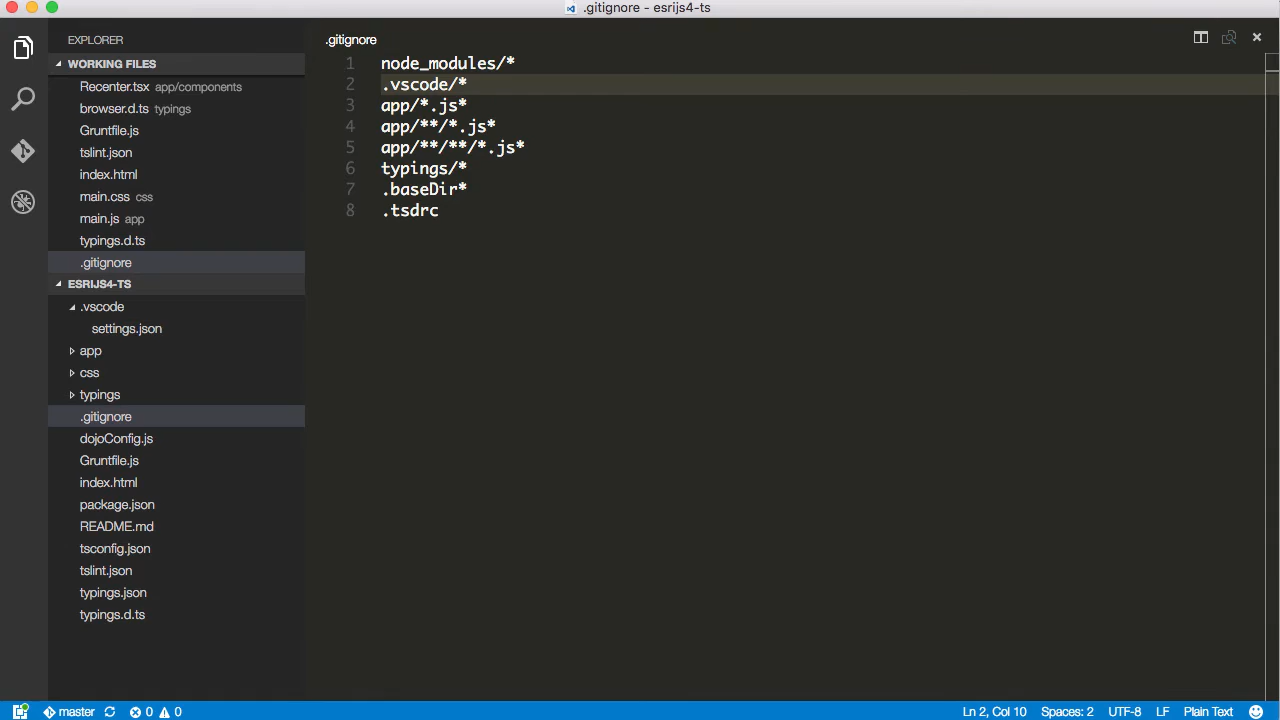 .gitignore - esrijs4-ts
EXPLORER
WORKING FILES
Recenter.tsx app/components
browser.d.ts typings
Gruntfile.js
tslint.json
index.html
main.css css
main.js app
typings.d.ts
.gitignore
ESRIJS4-TS
.vscode
settings.json
app
css
typings
.gitignore
dojoConfig.js
Gruntfile.js
index.html
package.json
README.md
tsconfig.json
tslint.json
typings.json
typings.d.ts
.gitignore
1 node_modules/*
2 .vscode/*
3 app/*.js*
4 app/**/*.js*
5 app/**/**/*.js*
6 typings/*
7 .baseDir*
8 .tsdrc
master 0 0 Ln 2, Col 10 Spaces: 2 UTF-8 LF Plain Text